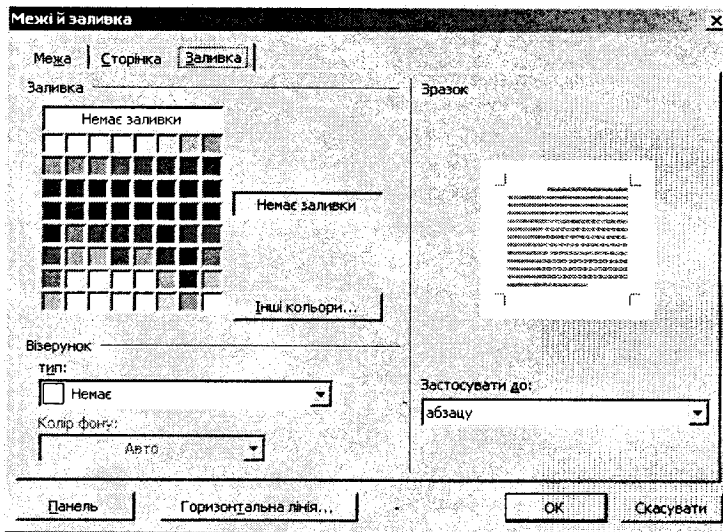 Межі й заливка
Межа Сторінка Заливка
Заливка
Немає заливки
Немає заливки
Інші кольори...
Візерунок
тип:
Немає
Колір фону:
Авто
Зразок
Застосувати до:
абзацу
Панель Горизонтальна лінія... ОК Скасувати